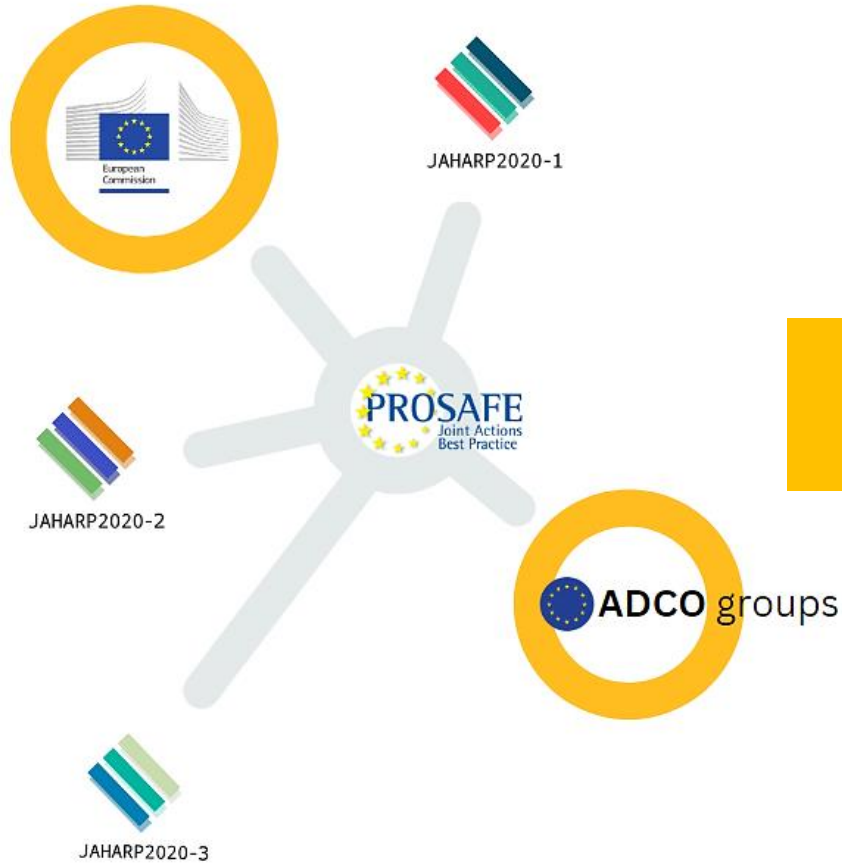 European
Commission
JAHARP2020-1
PROSAFE
Joint Actions
Best Practice
JAHARP2020-2
ADCO groups
JAHARP2020-3